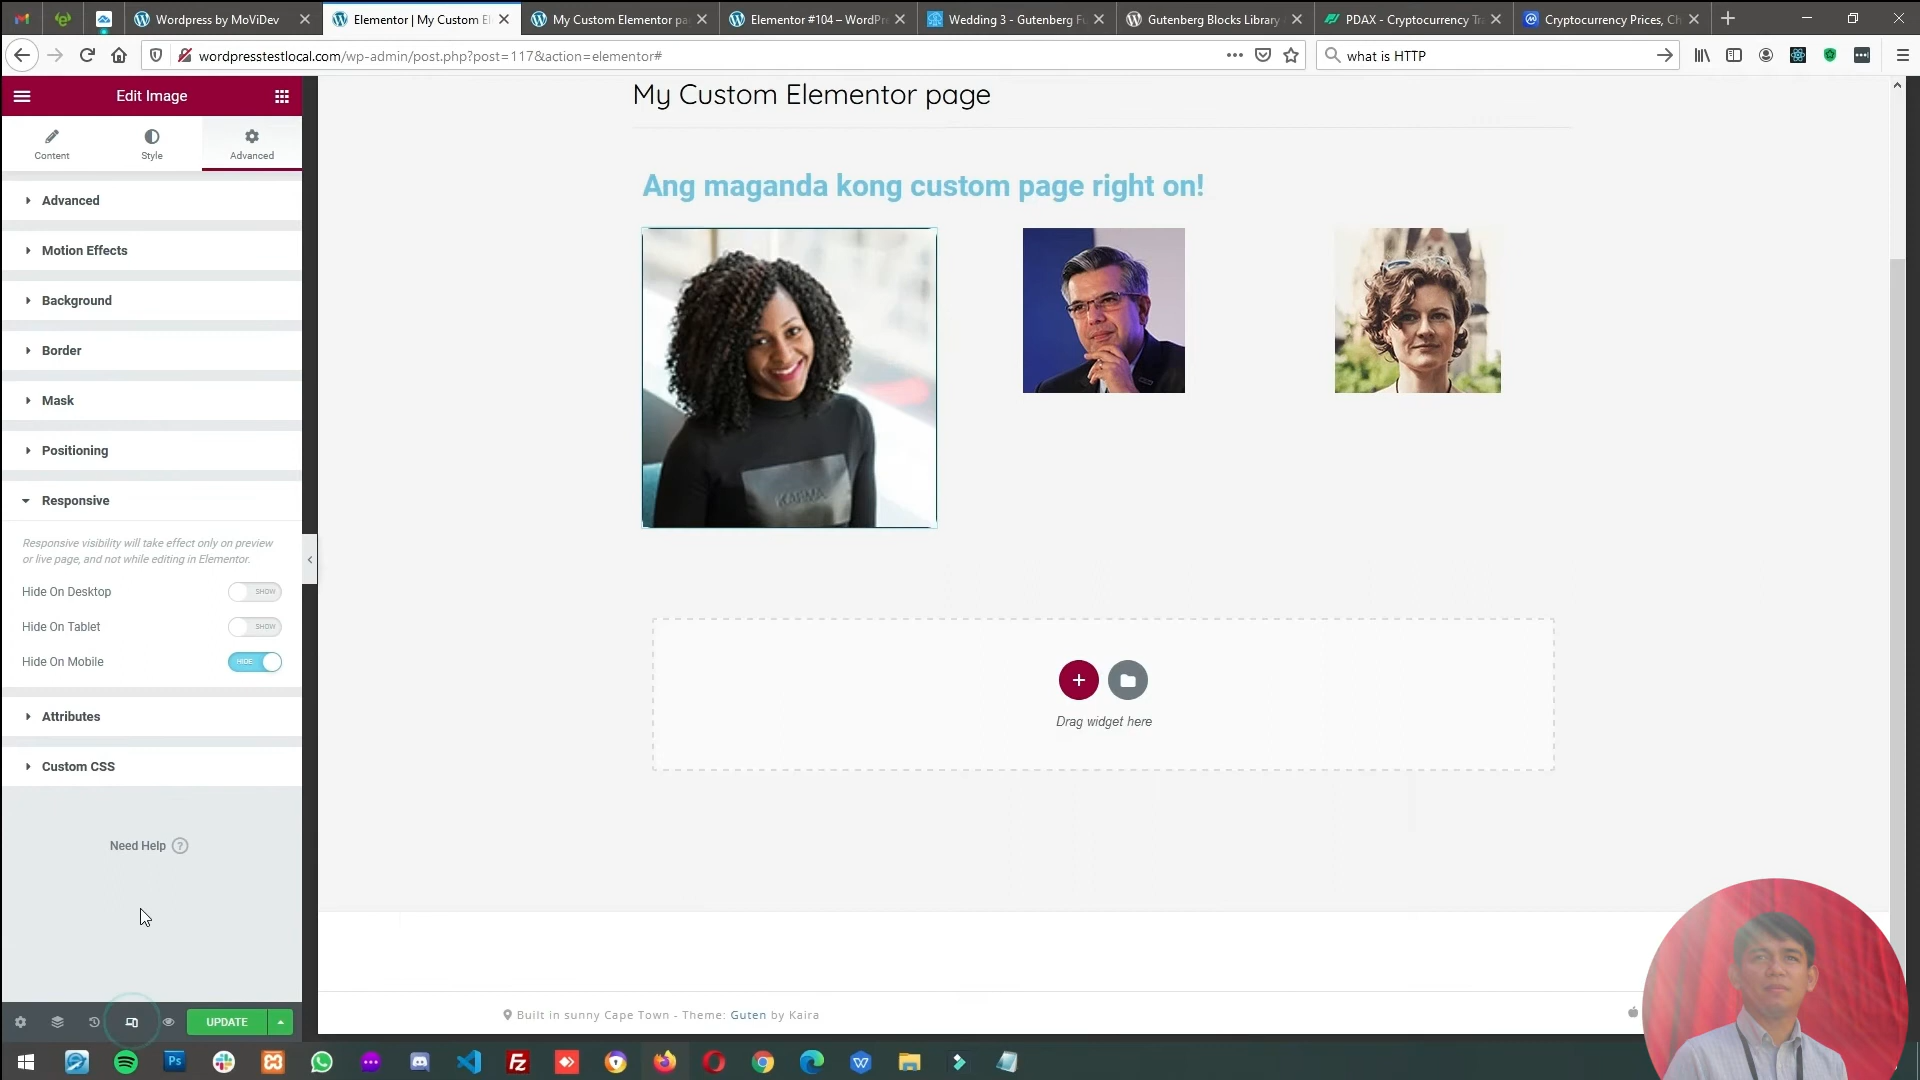 Wordpress by MoViDev
Elementor | My Custom El
My Custom Elementor pa
Elementor #104 – WordPre
Wedding 3 - Gutenberg Fu
Gutenberg Blocks Library
PDAX - Cryptocurrency Tra
Cryptocurrency Prices, Ch
wordpresstestlocal.com/wp-admin/post.php?post=117&action=elementor#
what is HTTP
Edit Image
Content
Style
Advanced
Advanced
Motion Effects
Background
Border
Mask
Positioning
Responsive
Responsive visibility will take effect only on preview
or live page, and not while editing in Elementor.
Hide On Desktop
SHOW
Hide On Tablet
SHOW
Hide On Mobile
HIDE
Attributes
Custom CSS
Need Help ?
UPDATE
My Custom Elementor page
Ang maganda kong custom page right on!
KARMA
Drag widget here
Built in sunny Cape Town - Theme: Guten by Kaira